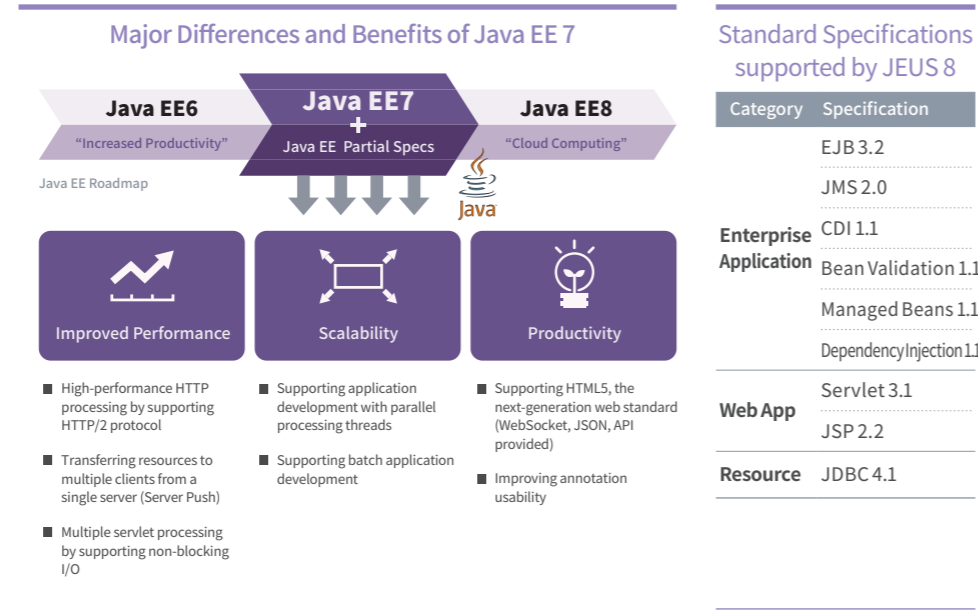 Major Differences and Benefits of Java EE 7
Java EE6
"Increased Productivity"
Java EE7
+
Java EE Partial Specs
Java EE8
"Cloud Computing"
Java EE Roadmap
Java
Improved Performance
■ High-performance HTTP
processing by supporting
HTTP/2 protocol
■ Transferring resources to
multiple clients from a
single server (Server Push)
■ Multiple servlet processing
by supporting non-blocking
I/O
Scalability
■ Supporting application
development with parallel
processing threads
■ Supporting batch application
development
Productivity
■ Supporting HTML5, the
next-generation web standard
(WebSocket, JSON, API
provided)
■ Improving annotation
usability
Standard Specifications
supported by JEUS 8
Category Specification
Enterprise
Application
EJB 3.2
JMS 2.0
CDI 1.1
Bean Validation 1.1
Managed Beans 1.1
Dependency Injection 1.1
Web App
Servlet 3.1
JSP 2.2
Resource JDBC 4.1